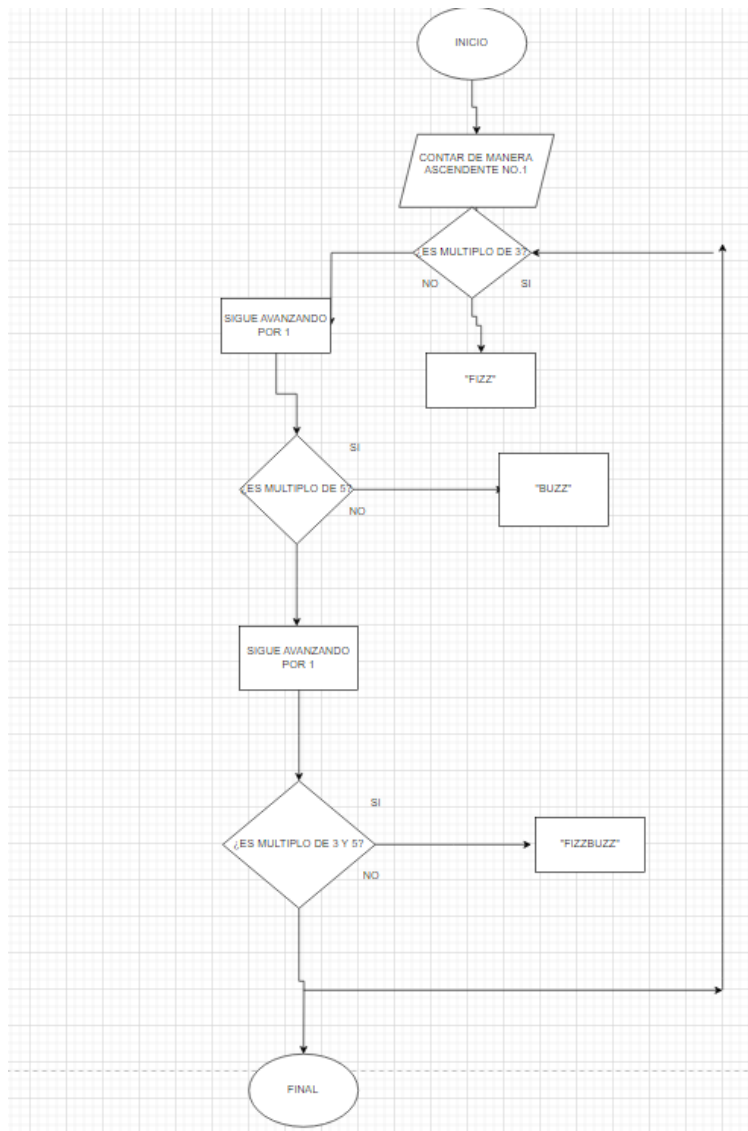 INICIO
CONTAR DE MANERA
ASCENDENTE NO.1
¿ES MULTIPLO DE 3?
NO
SI
SIGUE AVANZANDO
POR 1
"FIZZ"
SI
¿ES MULTIPLO DE 5?
"BUZZ"
NO
SIGUE AVANZANDO
POR 1
SI
¿ES MULTIPLO DE 3 Y 5?
"FIZZBUZZ"
NO
FINAL